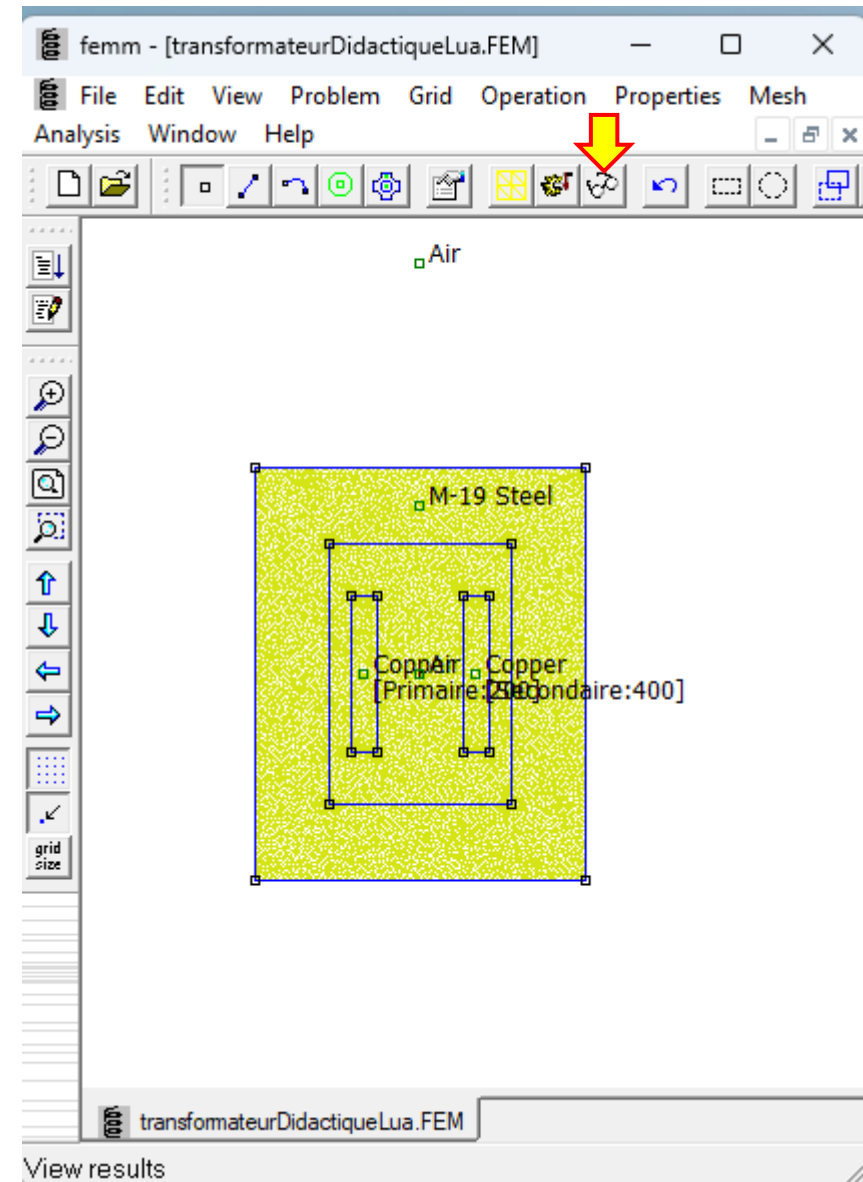 femm - [transformateurDidactiqueLua.FEM]
File Edit View Problem Grid Operation Properties Mesh
Analysis Window Help
Air
M-19 Steel
Copper Air Copper
[Primaire:200] [Secondaire:400]
grid
size
transformateurDidactiqueLua.FEM
View results